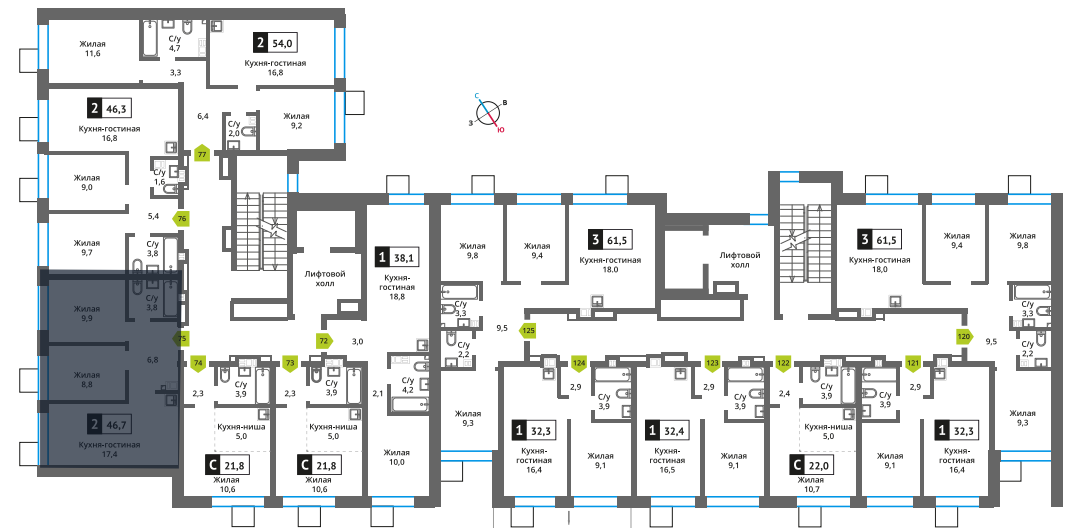 Жилая
11,6
С/у
4,7
2 54,0
Кухня-гостиная
16,8
3,3
2 46,3
Кухня-гостиная
16,8
6,4
С/у
2,0
Жилая
9,2
С
В
З
Ю
77
Жилая
9,0
С/у
1,6
5,4
76
Жилая
9,7
С/у
3,8
Жилая
9,9
С/у
3,8
75
6,8
Жилая
8,8
2 46,7
Кухня-гостиная
17,4
Лифтовой
холл
1 38,1
Кухня-
гостиная
18,8
72
3,0
74
2,3
С/у
3,9
73
2,3
С/у
3,9
2,1
С/у
4,2
Кухня-ниша
5,0
Кухня-ниша
5,0
С 21,8
Жилая
10,6
С 21,8
Жилая
10,6
Жилая
10,0
Жилая
9,8
Жилая
9,4
3 61,5
Кухня-гостиная
18.0
С/у
3,3
9,5
125
С/у
2,2
Жилая
9,3
Лифтовой
холл
3 61,5
Кухня-гостиная
18,0
Жилая
9,4
Жилая
9,8
С/у
3,3
120
9,5
С/у
2,2
Жилая
9,3
124
2,9
С/у
3,9
123
2,9
С/у
3,9
122
2,4
С/у
3,9
121
С/у
3,9
2,9
1 32,3
Кухня-
гостиная
16,4
Жилая
9,1
1 32,4
Кухня-
гостиная
16,5
Жилая
9,1
Кухня-ниша
5,0
С 22,0
Жилая
10,7
Жилая
9,1
1 32,3
Кухня-
гостиная
16,4